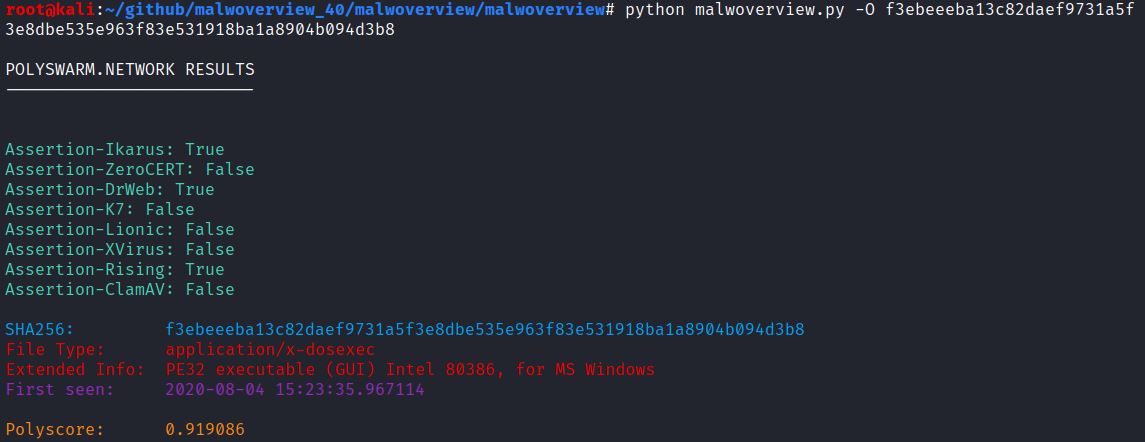 root@kali:~/github/malwoverview_40/malwoverview/malwoverview# python malwoverview.py -O f3ebeeeba13c82daef9731a5f
3e8dbe535e963f83e531918ba1a8904b094d3b8
POLYSWARM.NETWORK RESULTS
-------------------------
Assertion-Ikarus: True
Assertion-ZeroCERT: False
Assertion-DrWeb: True
Assertion-K7: False
Assertion-Lionic: False
Assertion-XVirus: False
Assertion-Rising: True
Assertion-ClamAV: False
SHA256: f3ebeeeba13c82daef9731a5f3e8dbe535e963f83e531918ba1a8904b094d3b8
File Type: application/x-dosexec
Extended Info: PE32 executable (GUI) Intel 80386, for MS Windows
First seen: 2020-08-04 15:23:35.967114
Polyscore: 0.919086